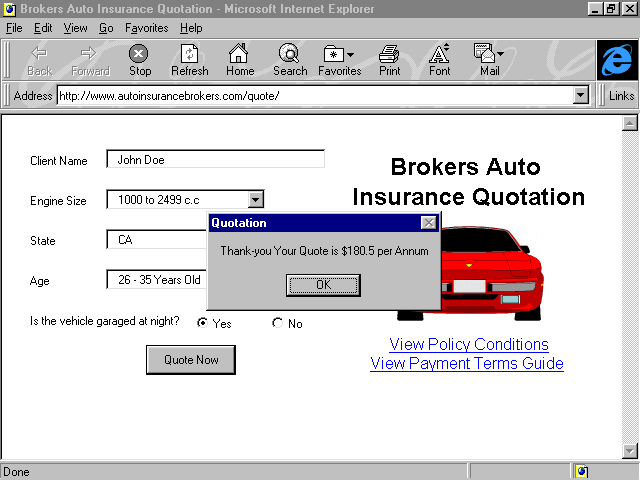 Brokers Auto Insurance Quotation - Microsoft Internet Explorer
File Edit View Go Favorites Help
Back Forward Stop Refresh Home Search Favorites Print Font Mail
Address http://www.autoinsurancebrokers.com/quote/ Links
Client Name John Doe
Brokers Auto
Insurance Quotation
Engine Size 1000 to 2499 c.c
Quotation
State CA
Thank-you Your Quote is $180.5 per Annum
Age 26 - 35 Years Old
OK
Is the vehicle garaged at night? Yes No
View Policy Conditions
Quote Now
View Payment Terms Guide
Done